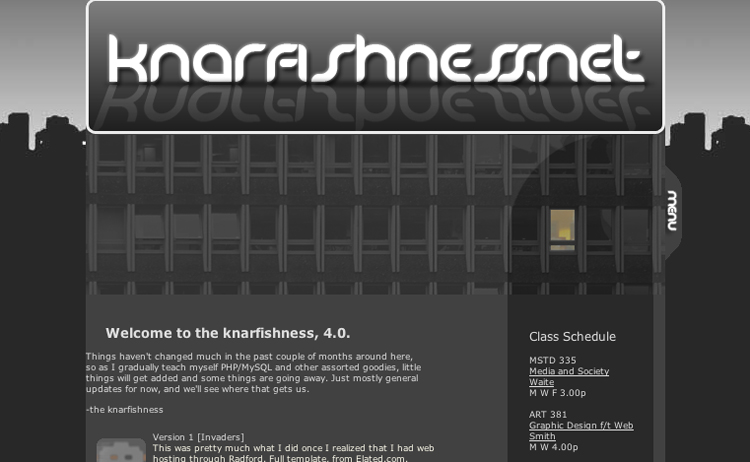 knarfishness.net
menu
Welcome to the knarfishness, 4.0.
Things haven't changed much in the past couple of months around here,
so as I gradually teach myself PHP/MySQL and other assorted goodies, little
things will get added and some things are going away. Just mostly general
updates for now, and we'll see where that gets us.
-the knarfishness
Version 1 [Invaders]
This was pretty much what I did once I realized that I had web
hosting through Radford. Full template, from Elated.com.
Class Schedule
MSTD 335
Media and Society
Waite
M W F 3.00p
ART 381
Graphic Design f/t Web
Smith
M W 4.00p